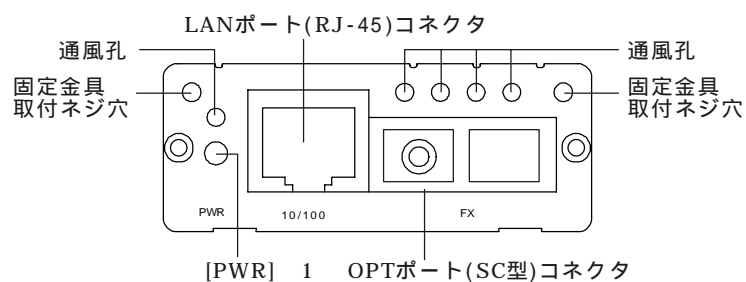 LANポート(RJ-45)コネクタ
通風孔
通風孔
固定金具
取付ネジ穴
固定金具
取付ネジ穴
PWR
10/100
FX
[PWR] 1
OPTポート(SC型)コネクタ